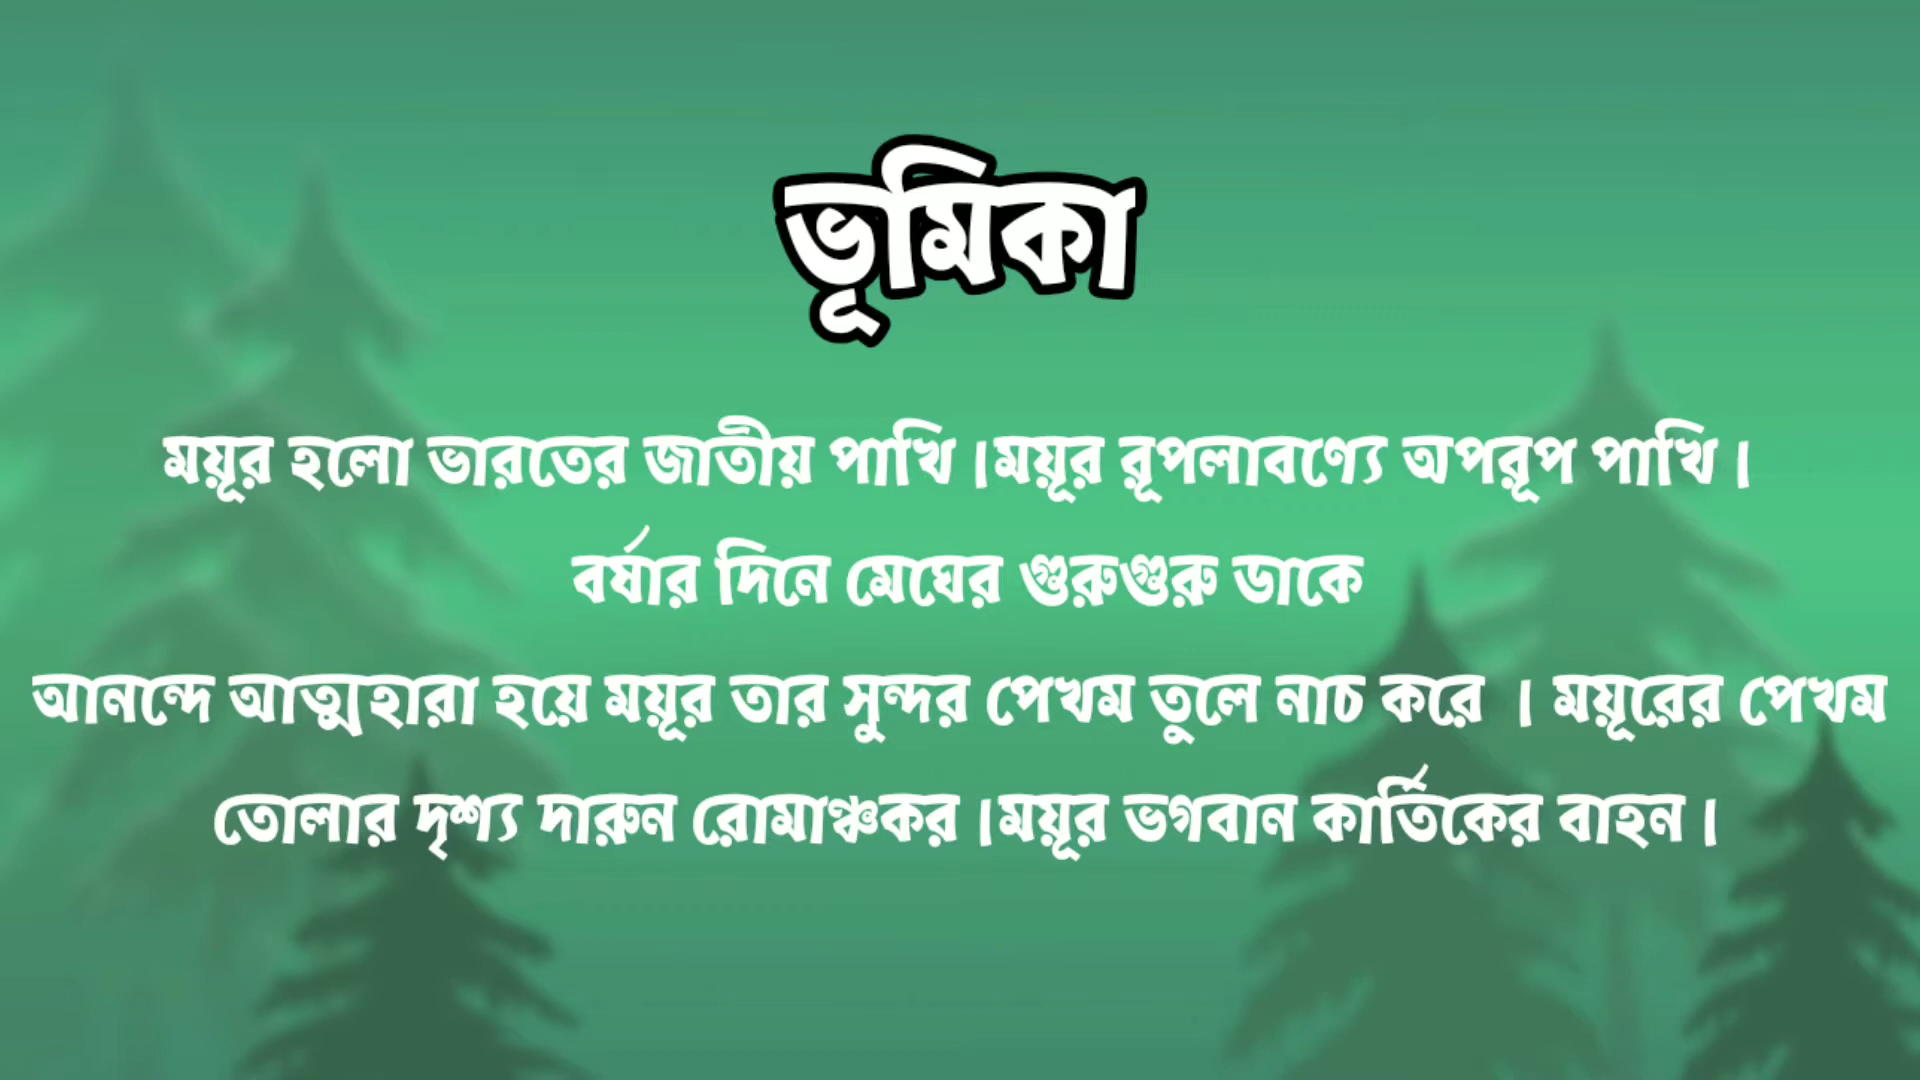 ভূমিকা
ময়ূর হলো ভারতের জাতীয় পাখি ।ময়ূর রূপলাবণ্যে অপরূপ পাখি ।
বর্ষার দিনে মেঘের গুরুগুরু ডাকে
আনন্দে আত্মহারা হয়ে ময়ূর তার সুন্দর পেখম তুলে নাচ করে । ময়ূরের পেখম
তোলার দৃশ্য দারুন রোমাঞ্চকর ।ময়ূর ভগবান কার্তিকের বাহন ।